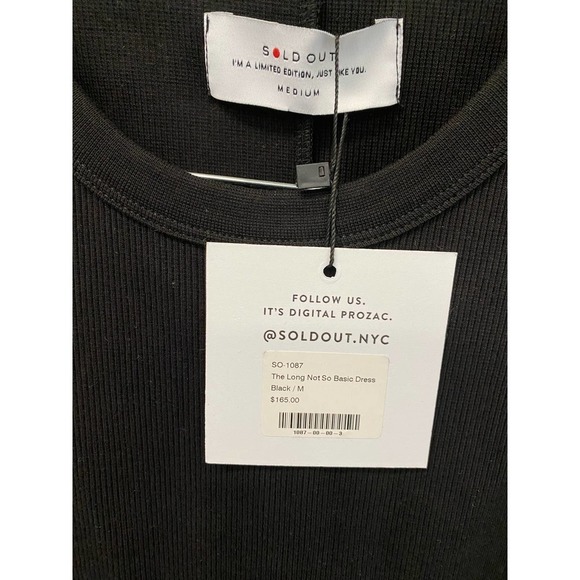 SOLD OUT
I'M A LIMITED EDITION, JUST LIKE YOU.
MEDIUM
FOLLOW US.
IT'S DIGITAL PROZAC.
@SOLDOUT.NYC
SO-1087
The Long Not So Basic Dress
Black / M
$165.00
1087-00-00-3